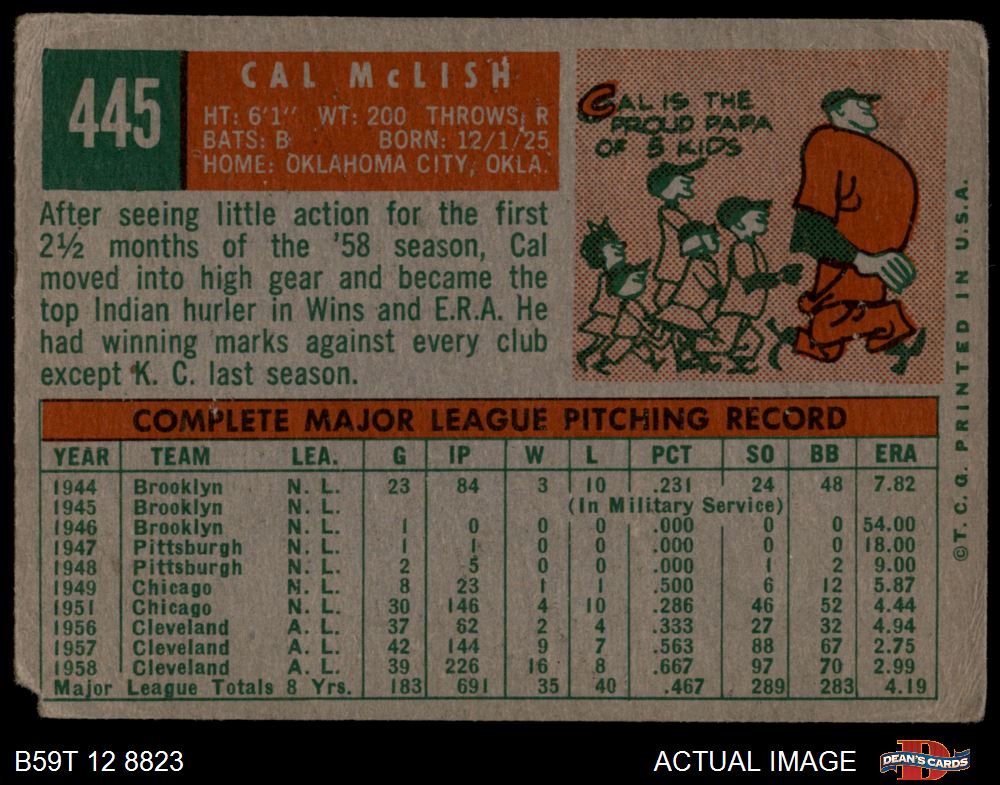 445
CAL McLISH
HT: 6'1" WT: 200 THROWS: R
BATS: B BORN: 12/1/25
HOME: OKLAHOMA CITY, OKLA.
After seeing little action for the first
2½ months of the '58 season, Cal
moved into high gear and became the
top Indian hurler in Wins and E.R.A. He
had winning marks against every club
except K. C. last season.
CAL IS THE
PROUD PAPA
OF 5 KIDS
©T.C.G. PRINTED IN U.S.A.
COMPLETE MAJOR LEAGUE PITCHING RECORD
YEAR TEAM LEA. G IP W L PCT SO BB ERA
1944 Brooklyn N. L. 23 84 3 10 .231 24 48 7.82
1945 Brooklyn N. L. (In Military Service)
1946 Brooklyn N. L. 1 0 0 0 .000 0 0 54.00
1947 Pittsburgh N. L. 1 1 0 0 .000 0 0 18.00
1948 Pittsburgh N. L. 2 5 0 0 .000 1 2 9.00
1949 Chicago N. L. 8 23 1 1 .500 6 12 5.87
1951 Chicago N. L. 30 146 4 10 .286 46 52 4.44
1956 Cleveland A. L. 37 62 2 4 .333 27 32 4.94
1957 Cleveland A. L. 42 144 9 7 .563 88 67 2.75
1958 Cleveland A. L. 39 226 16 8 .667 97 70 2.99
Major League Totals 8 Yrs. 183 691 35 40 .467 289 283 4.19
B59T 12 8823
ACTUAL IMAGE
D
DEAN'S CARDS